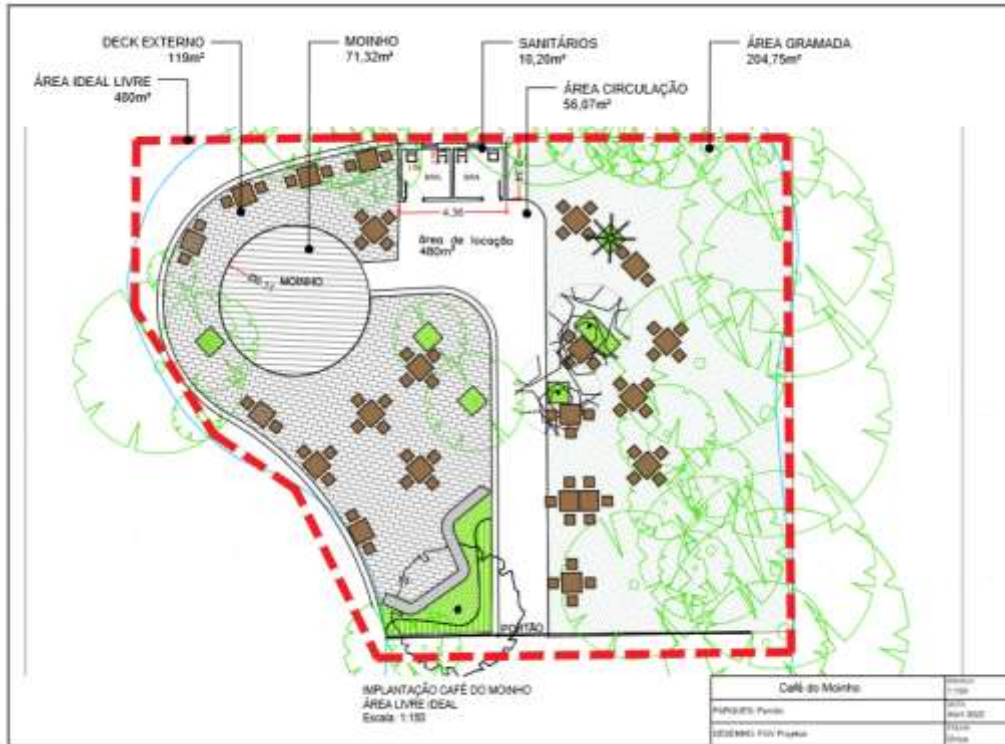 DECK EXTERNO
119m²
MOINHO
71,32m²
SANITÁRIOS
10,20m²
ÁREA GRAMADA
204,75m²
ÁREA IDEAL LIVRE
480m²
ÁREA CIRCULAÇÃO
56,07m²
4.36
área de locação
480m²
MOINHO
PORTÃO
IMPLANTAÇÃO CAFÉ DO MOINHO
ÁREA LIVRE IDEAL
Escala: 1:150
Café do Moinho